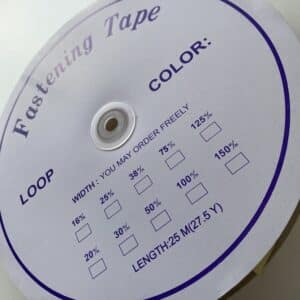 Fastening Tape
COLOR:
LOOP
WIDTH: YOU MAY ORDER FREELY
16% 25% 38% 75% 125%
20% 30% 50% 100% 150%
LENGTH:25 M(27.5 Y)